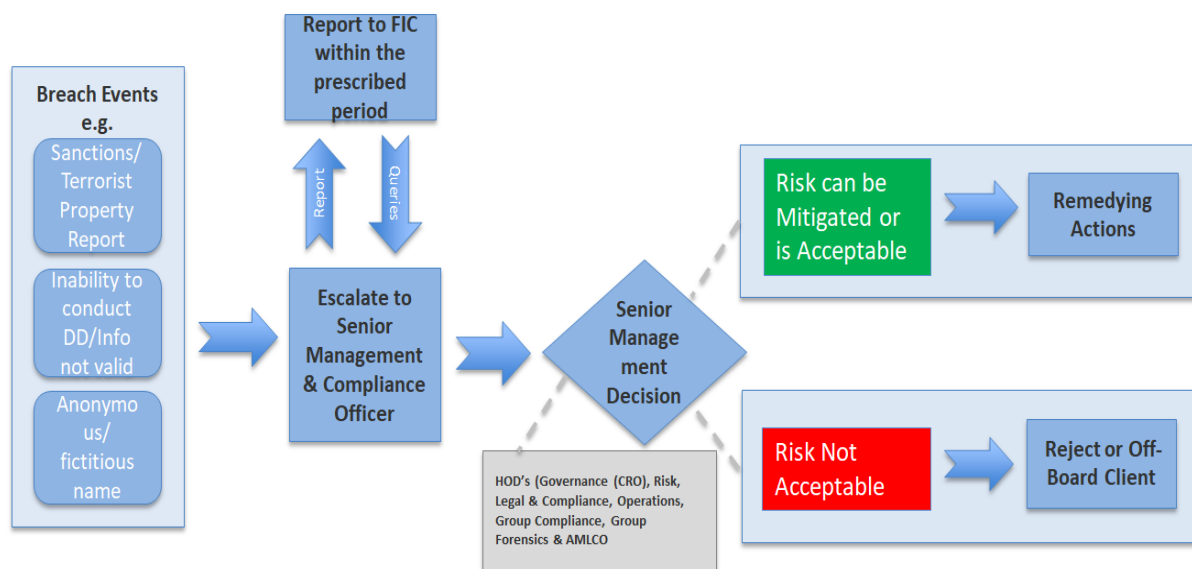 Breach Events
e.g.
Sanctions/
Terrorist
Property
Report
Inability to
conduct
DD/Info
not valid
Anonymo
us/
fictitious
name
Report to FIC
within the
prescribed
period
Report
Queries
Escalate to
Senior
Management
& Compliance
Officer
Senior
Manage
ment
Decision
HOD's (Governance (CRO), Risk,
Legal & Compliance, Operations,
Group Compliance, Group
Forensics & AMLCO
Risk can be
Mitigated or
is Acceptable
Remedying
Actions
Risk Not
Acceptable
Reject or Off-
Board Client